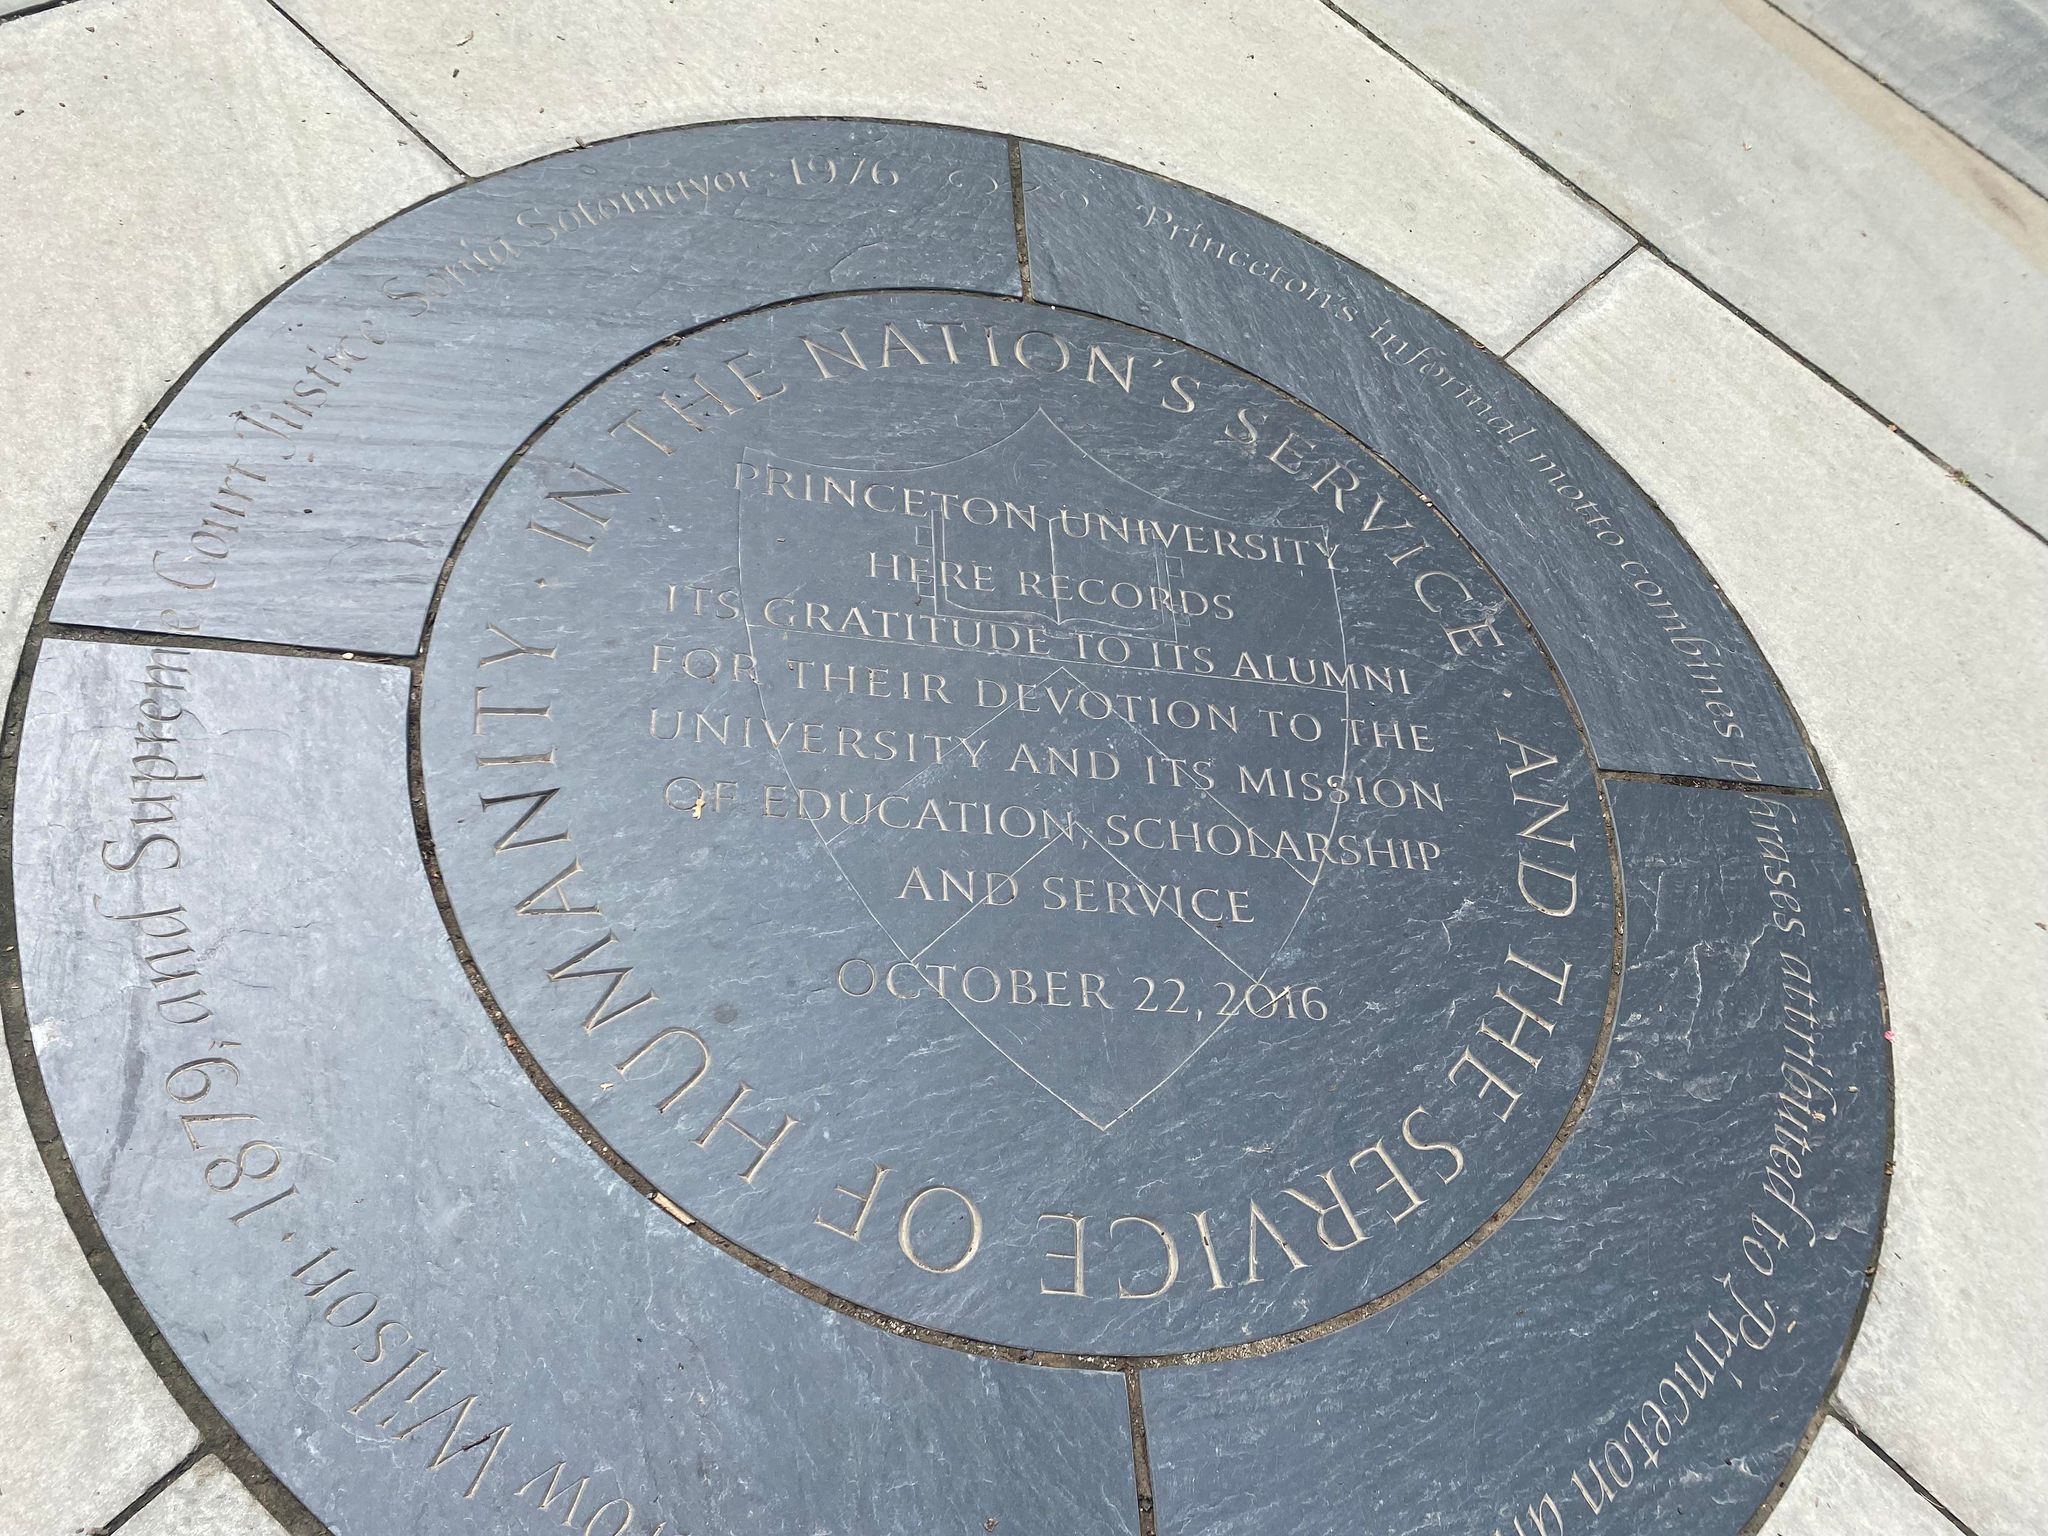 PRINCETON UNIVERSITY
HERE RECORDS
ITS GRATITUDE TO ITS ALUMNI
FOR THEIR DEVOTION TO THE
UNIVERSITY AND ITS MISSION
OF EDUCATION, SCHOLARSHIP
AND SERVICE
OCTOBER 22, 2016
IN THE NATION'S SERVICE · AND THE SERVICE OF HUMANITY ·
Princeton's informal motto combines phrases attributed to Princeton
Wilson · 1879; and Supreme Court Justice Sonia Sotomayor · 1976